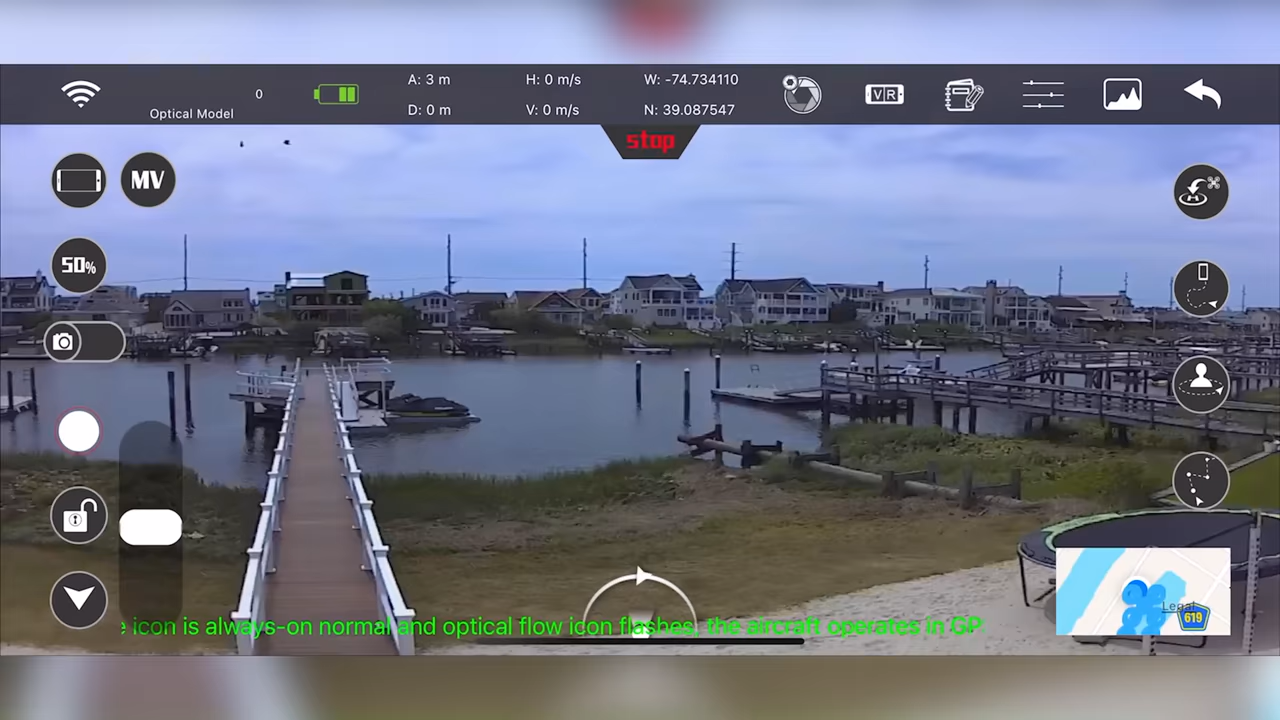 0
Optical Model
A: 3 m
D: 0 m
H: 0 m/s
V: 0 m/s
W: -74.734110
N: 39.087547
VR
stop
MV
50%
icon is always-on normal and optical flow icon flashes, the aircraft operates in GP
Legal
619